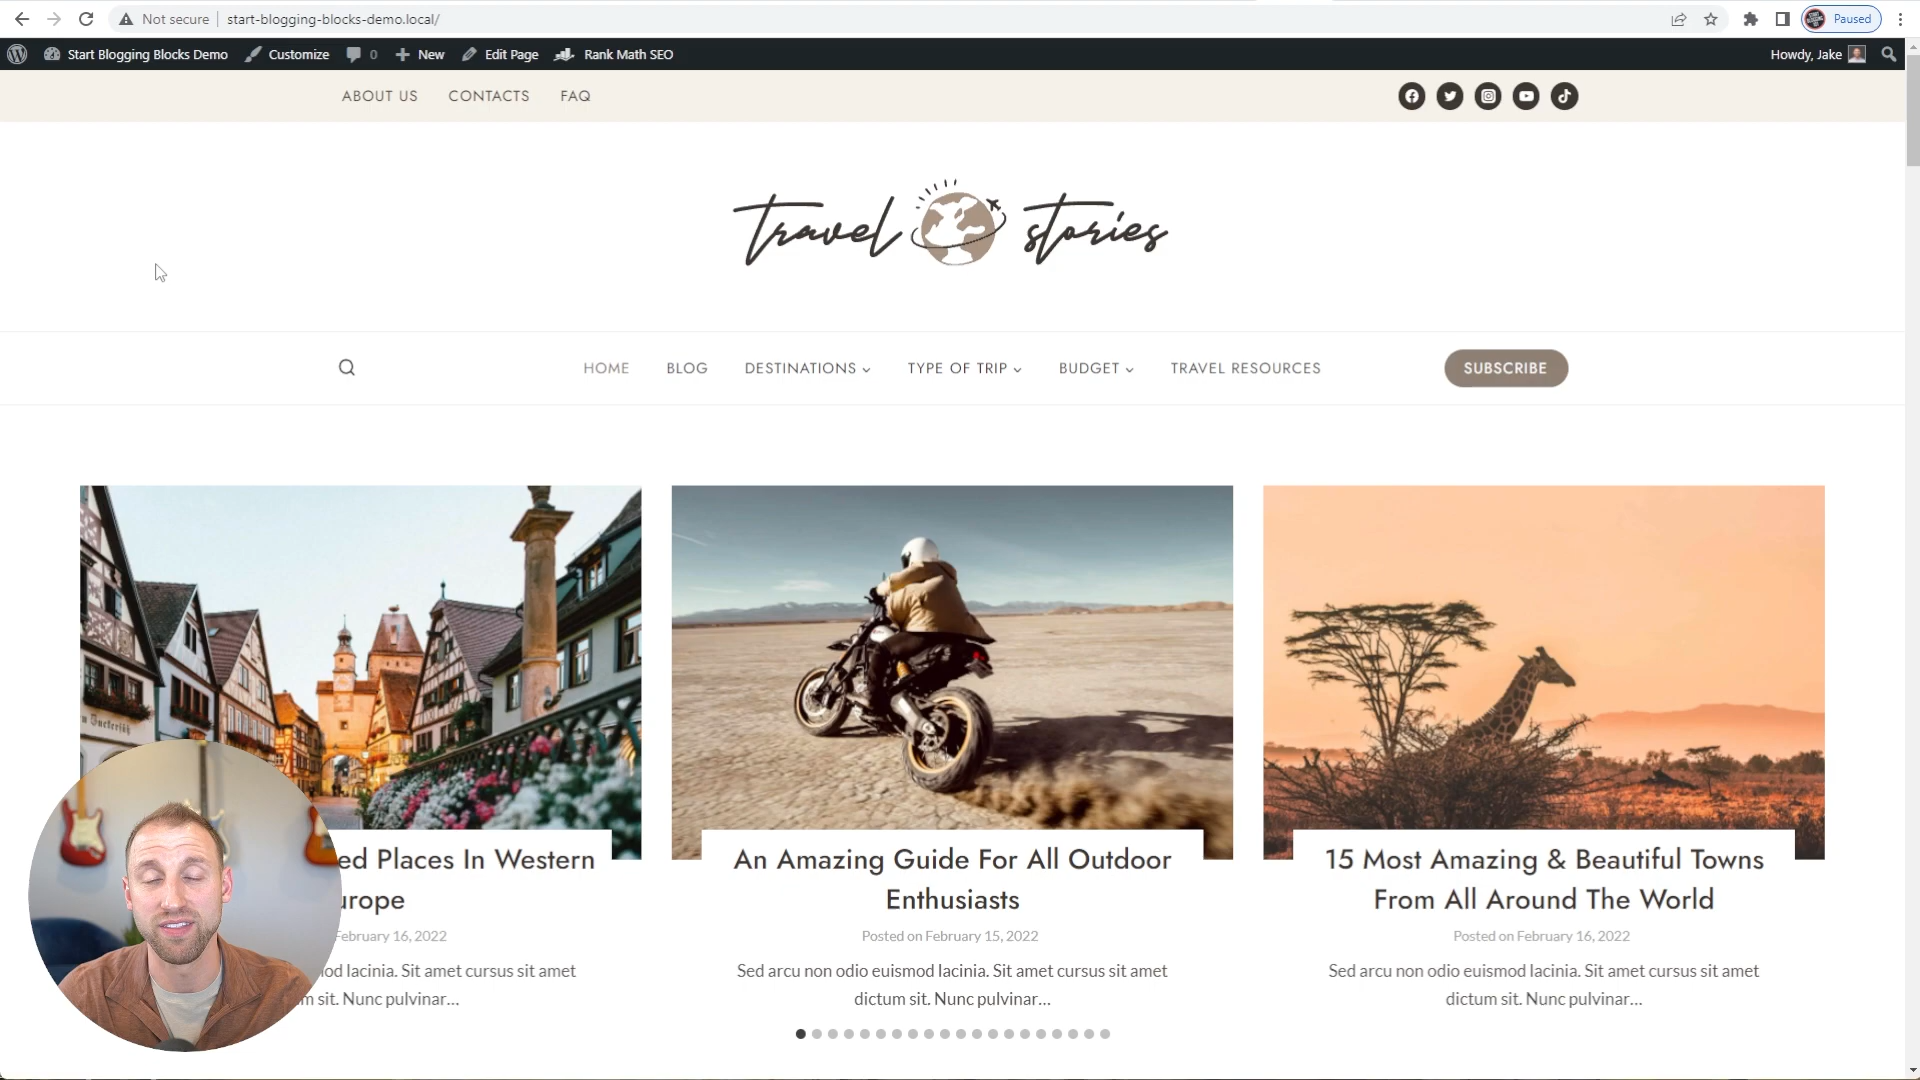 Not secure
start-blogging-blocks-demo.local/
Paused
Start Blogging Blocks Demo
Customize
0
New
Edit Page
Rank Math SEO
Howdy, Jake
ABOUT US
CONTACTS
FAQ
travel stories
HOME
BLOG
DESTINATIONS
TYPE OF TRIP
BUDGET
TRAVEL RESOURCES
SUBSCRIBE
ed Places In Western
urope
February 16, 2022
mod lacinia. Sit amet cursus sit amet
m sit. Nunc pulvinar...
An Amazing Guide For All Outdoor
Enthusiasts
Posted on February 15, 2022
Sed arcu non odio euismod lacinia. Sit amet cursus sit amet
dictum sit. Nunc pulvinar...
15 Most Amazing & Beautiful Towns
From All Around The World
Posted on February 16, 2022
Sed arcu non odio euismod lacinia. Sit amet cursus sit amet
dictum sit. Nunc pulvinar...